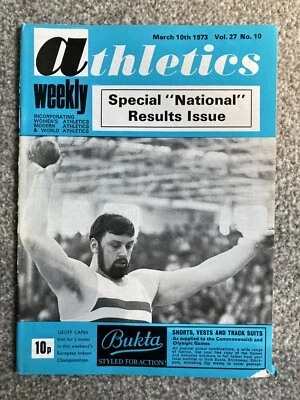 March 10th 1973 Vol. 27 No. 10
athletics
weekly
INCORPORATING
WOMEN'S ATHLETICS
MODERN ATHLETICS
& WORLD ATHLETICS
Special "National"
Results Issue
GEOFF CAPES
bids for a medal
in this weekend's
European Indoor
Championships.
10p
Bukta
STYLED FOR ACTION!
SHORTS, VESTS AND TRACK SUITS
As supplied to the Commonwealth and
Olympic Games